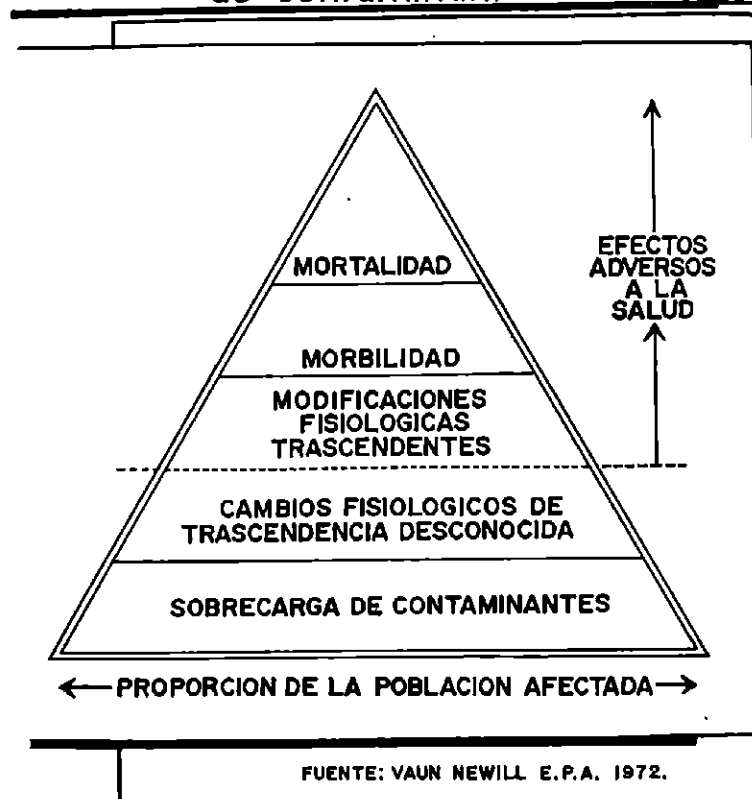 MORTALIDAD
MORBILIDAD
MODIFICACIONES
FISIOLOGICAS
TRASCENDENTES
CAMBIOS FISIOLOGICOS DE
TRASCENDENCIA DESCONOCIDA
SOBRECARGA DE CONTAMINANTES
EFECTOS
ADVERSOS
A LA
SALUD
PROPORCION DE LA POBLACION AFECTADA
FUENTE: VAUN NEWILL E.P.A. 1972.